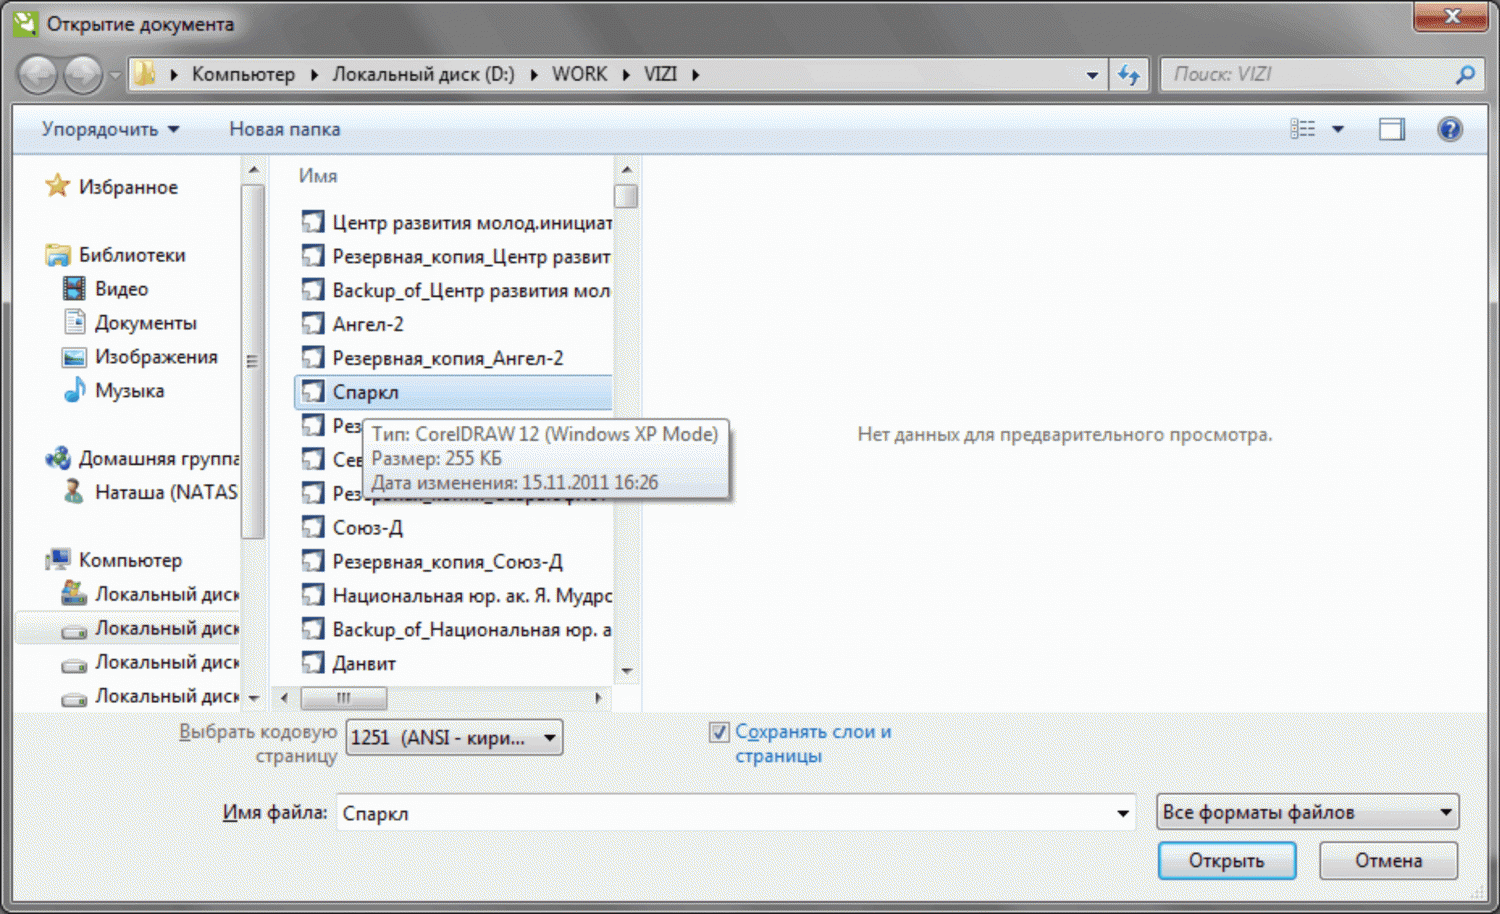 Открытие документа
Компьютер
Локальный диск (D:)
WORK
VIZI
Поиск: VIZI
Упорядочить
Новая папка
Избранное
Библиотеки
Видео
Документы
Изображения
Музыка
Домашняя группа
Наташа (NATAS
Компьютер
Локальный диск
Локальный диск
Локальный диск
Локальный диск
Имя
Центр развития молод.инициат
Резервная_копия_Центр развит
Backup_of_Центр развития мол
Ангел-2
Резервная_копия_Ангел-2
Спаркл
Рез
Сев
Рез
Союз-Д
Резервная_копия_Союз-Д
Национальная юр. ак. Я. Мудро
Backup_of_Национальная юр. а
Данвит
Тип: CorelDRAW 12 (Windows XP Mode)
Размер: 255 КБ
Дата изменения: 15.11.2011 16:26
Нет данных для предварительного просмотра.
Выбрать кодовую
страницу
1251 (ANSI - кири...
Сохранять слои и
страницы
Имя файла:
Спаркл
Все форматы файлов
Открыть
Отмена